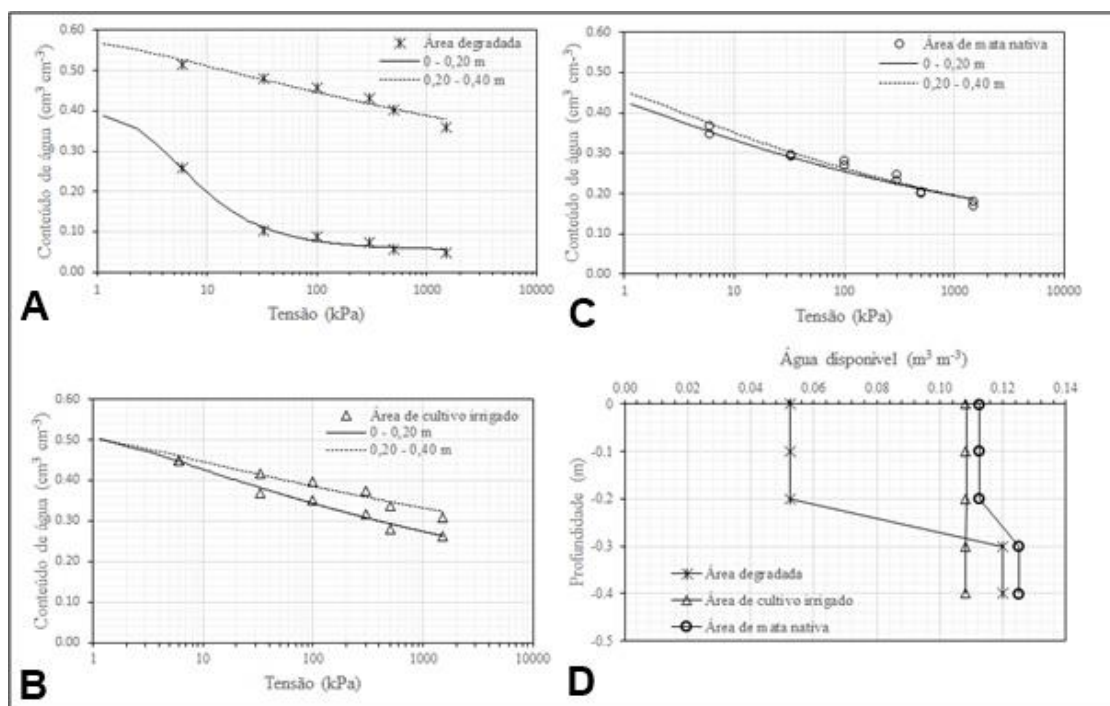 Área degradada
0 - 0,20 m
0,20 - 0,40 m
Conteúdo de água (cm³ cm⁻³)
0.60
0.50
0.40
0.30
0.20
0.10
0.00
1 10 100 1000 10000
Tensão (kPa)
A
Área de mata nativa
0 - 0,20 m
0,20 - 0,40 m
Conteúdo de água (cm³ cm-³)
0.60
0.50
0.40
0.30
0.20
0.10
0.00
1 10 100 1000 10000
Tensão (kPa)
C
Área de cultivo irrigado
0 - 0,20 m
0,20 - 0,40 m
Conteúdo de água (cm³ cm⁻³)
0.60
0.50
0.40
0.30
0.20
0.10
0.00
1 10 100 1000 10000
Tensão (kPa)
B
Água disponível (m³ m⁻³)
0.00 0.02 0.04 0.06 0.08 0.10 0.12 0.14
Profundidade (m)
0
-0.1
-0.2
-0.3
-0.4
-0.5
Área degradada
Área de cultivo irrigado
Área de mata nativa
D